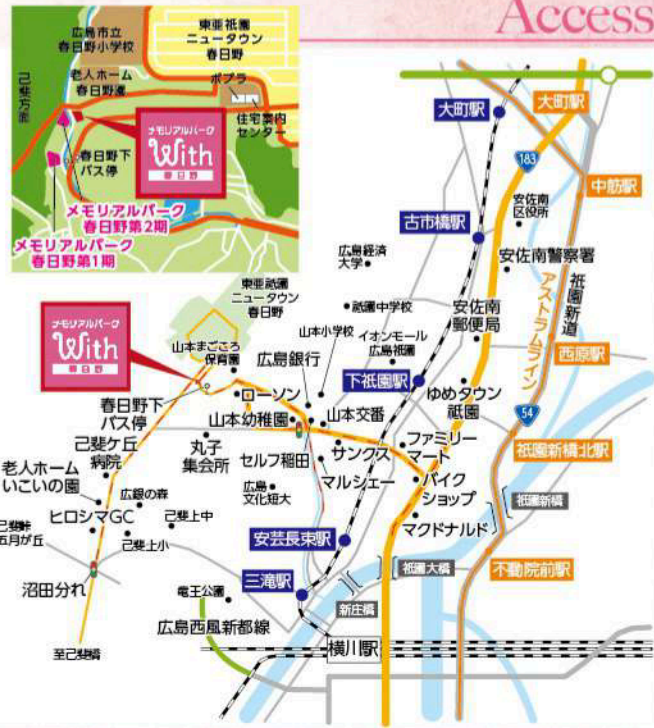 Access
広島市立
春日野小学校
東亜祇園
ニュータウン
春日野
老人ホーム
春日野園
ポプラ
住宅案内
センター
己斐方面
メモリアルパーク
With
春日野
春日野下
バス停
メモリアルパーク
春日野第2期
メモリアルパーク
春日野第1期
大町駅
大町駅
183
中筋駅
安佐南
区役所
古市橋駅
安佐南警察署
広島経済
大学
祇園新道
アストラムライン
東亜祇園
ニュータウン
春日野
祇園中学校
安佐南
郵便局
メモリアルパーク
With
春日野
山本まごころ
保育園
山本小学校
イオンモール
広島祇園
西原駅
広島銀行
下祇園駅
ゆめタウン
祇園
春日野下
バス停
ローソン
山本幼稚園
山本交番
54
己斐ケ丘
病院
丸子
集会所
セルフ稲田
サンクス
ファミリー
マート
祇園新橋北駅
老人ホーム
いこいの園
マルシェー
広島
文化短大
バイク
ショップ
祇園新橋
広銀の森
ヒロシマGC
己斐上中
マクドナルド
己斐峠
五月が丘
己斐上小
安芸長束駅
祇園大橋
不動院前駅
沼田分れ
三滝駅
竜王公園
新庄橋
広島西風新都線
横川駅
至己斐橋